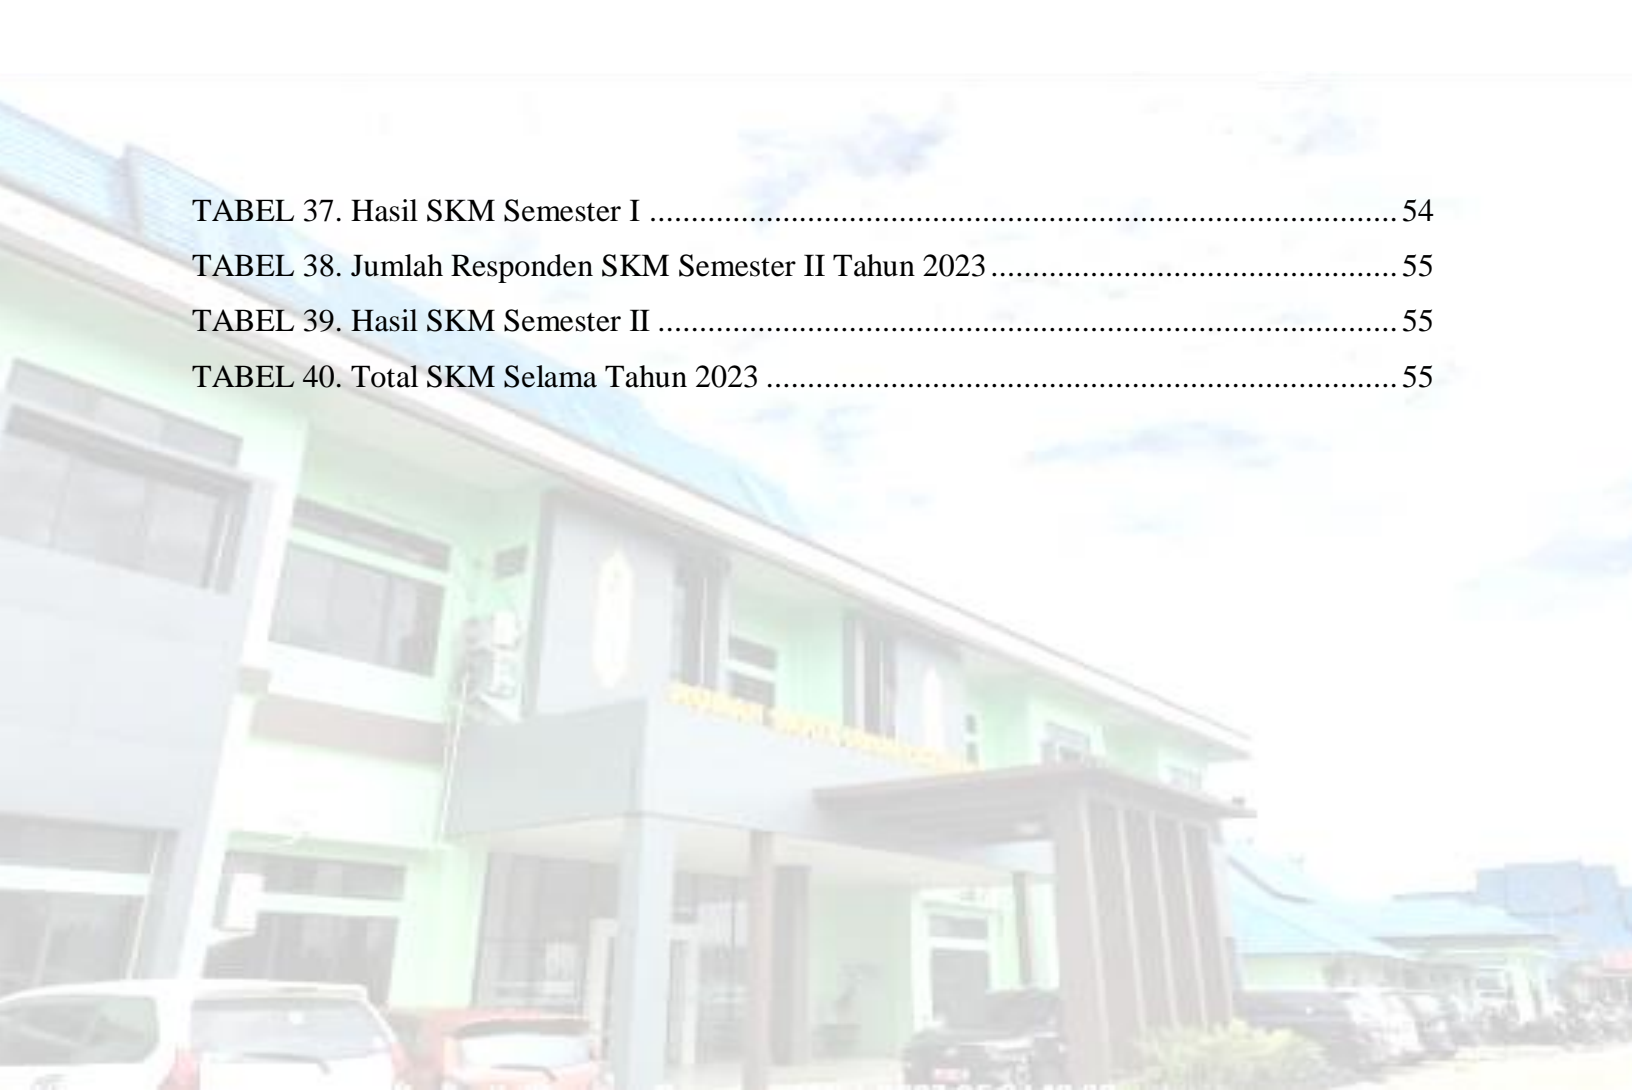 TABEL 37. Hasil SKM Semester I ........................................................................................... 54
TABEL 38. Jumlah Responden SKM Semester II Tahun 2023 ................................................. 55
TABEL 39. Hasil SKM Semester II .......................................................................................... 55
TABEL 40. Total SKM Selama Tahun 2023 ............................................................................. 55